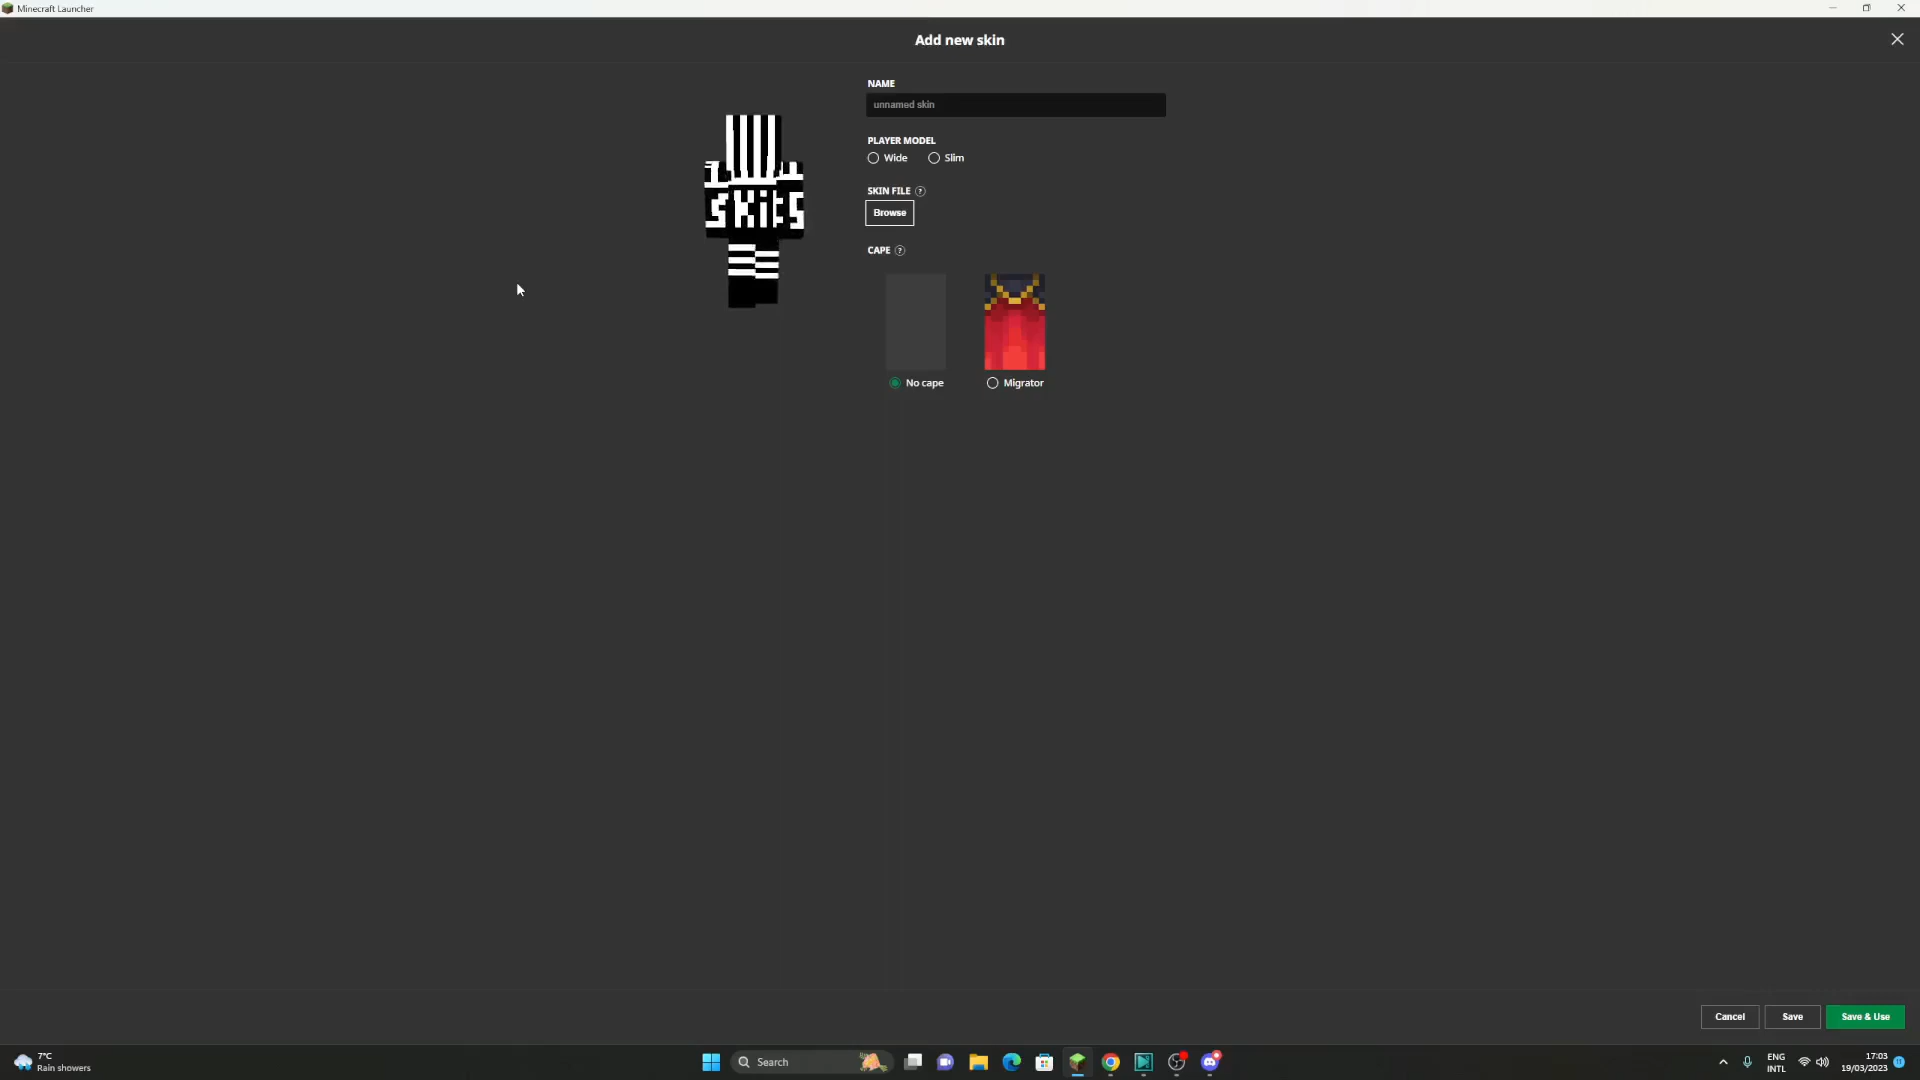 Minecraft Launcher
Add new skin
NAME
unnamed skin
PLAYER MODEL
Wide Slim
SKIN FILE ?
Browse
SKitS
CAPE ?
No cape Migrator
Cancel Save Save & Use
7°C
Rain showers
Search
ENG
INTL
17:03
19/03/2023